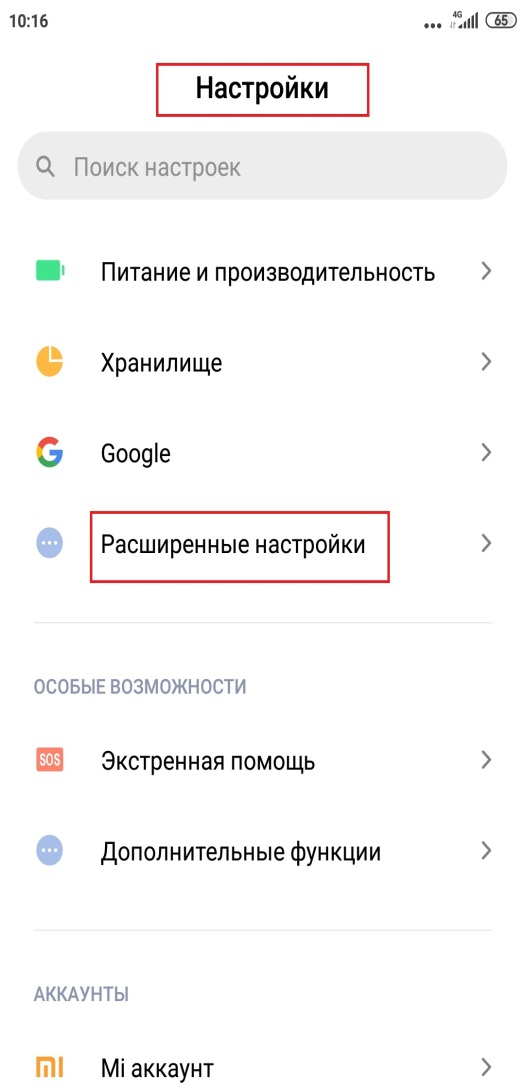 10:16
4G
65
Настройки
Поиск настроек
Питание и производительность
Хранилище
Google
Расширенные настройки
ОСОБЫЕ ВОЗМОЖНОСТИ
SOS
Экстренная помощь
Дополнительные функции
АККАУНТЫ
Mi аккаунт